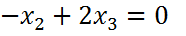 −x₂ + 2x₃ = 0